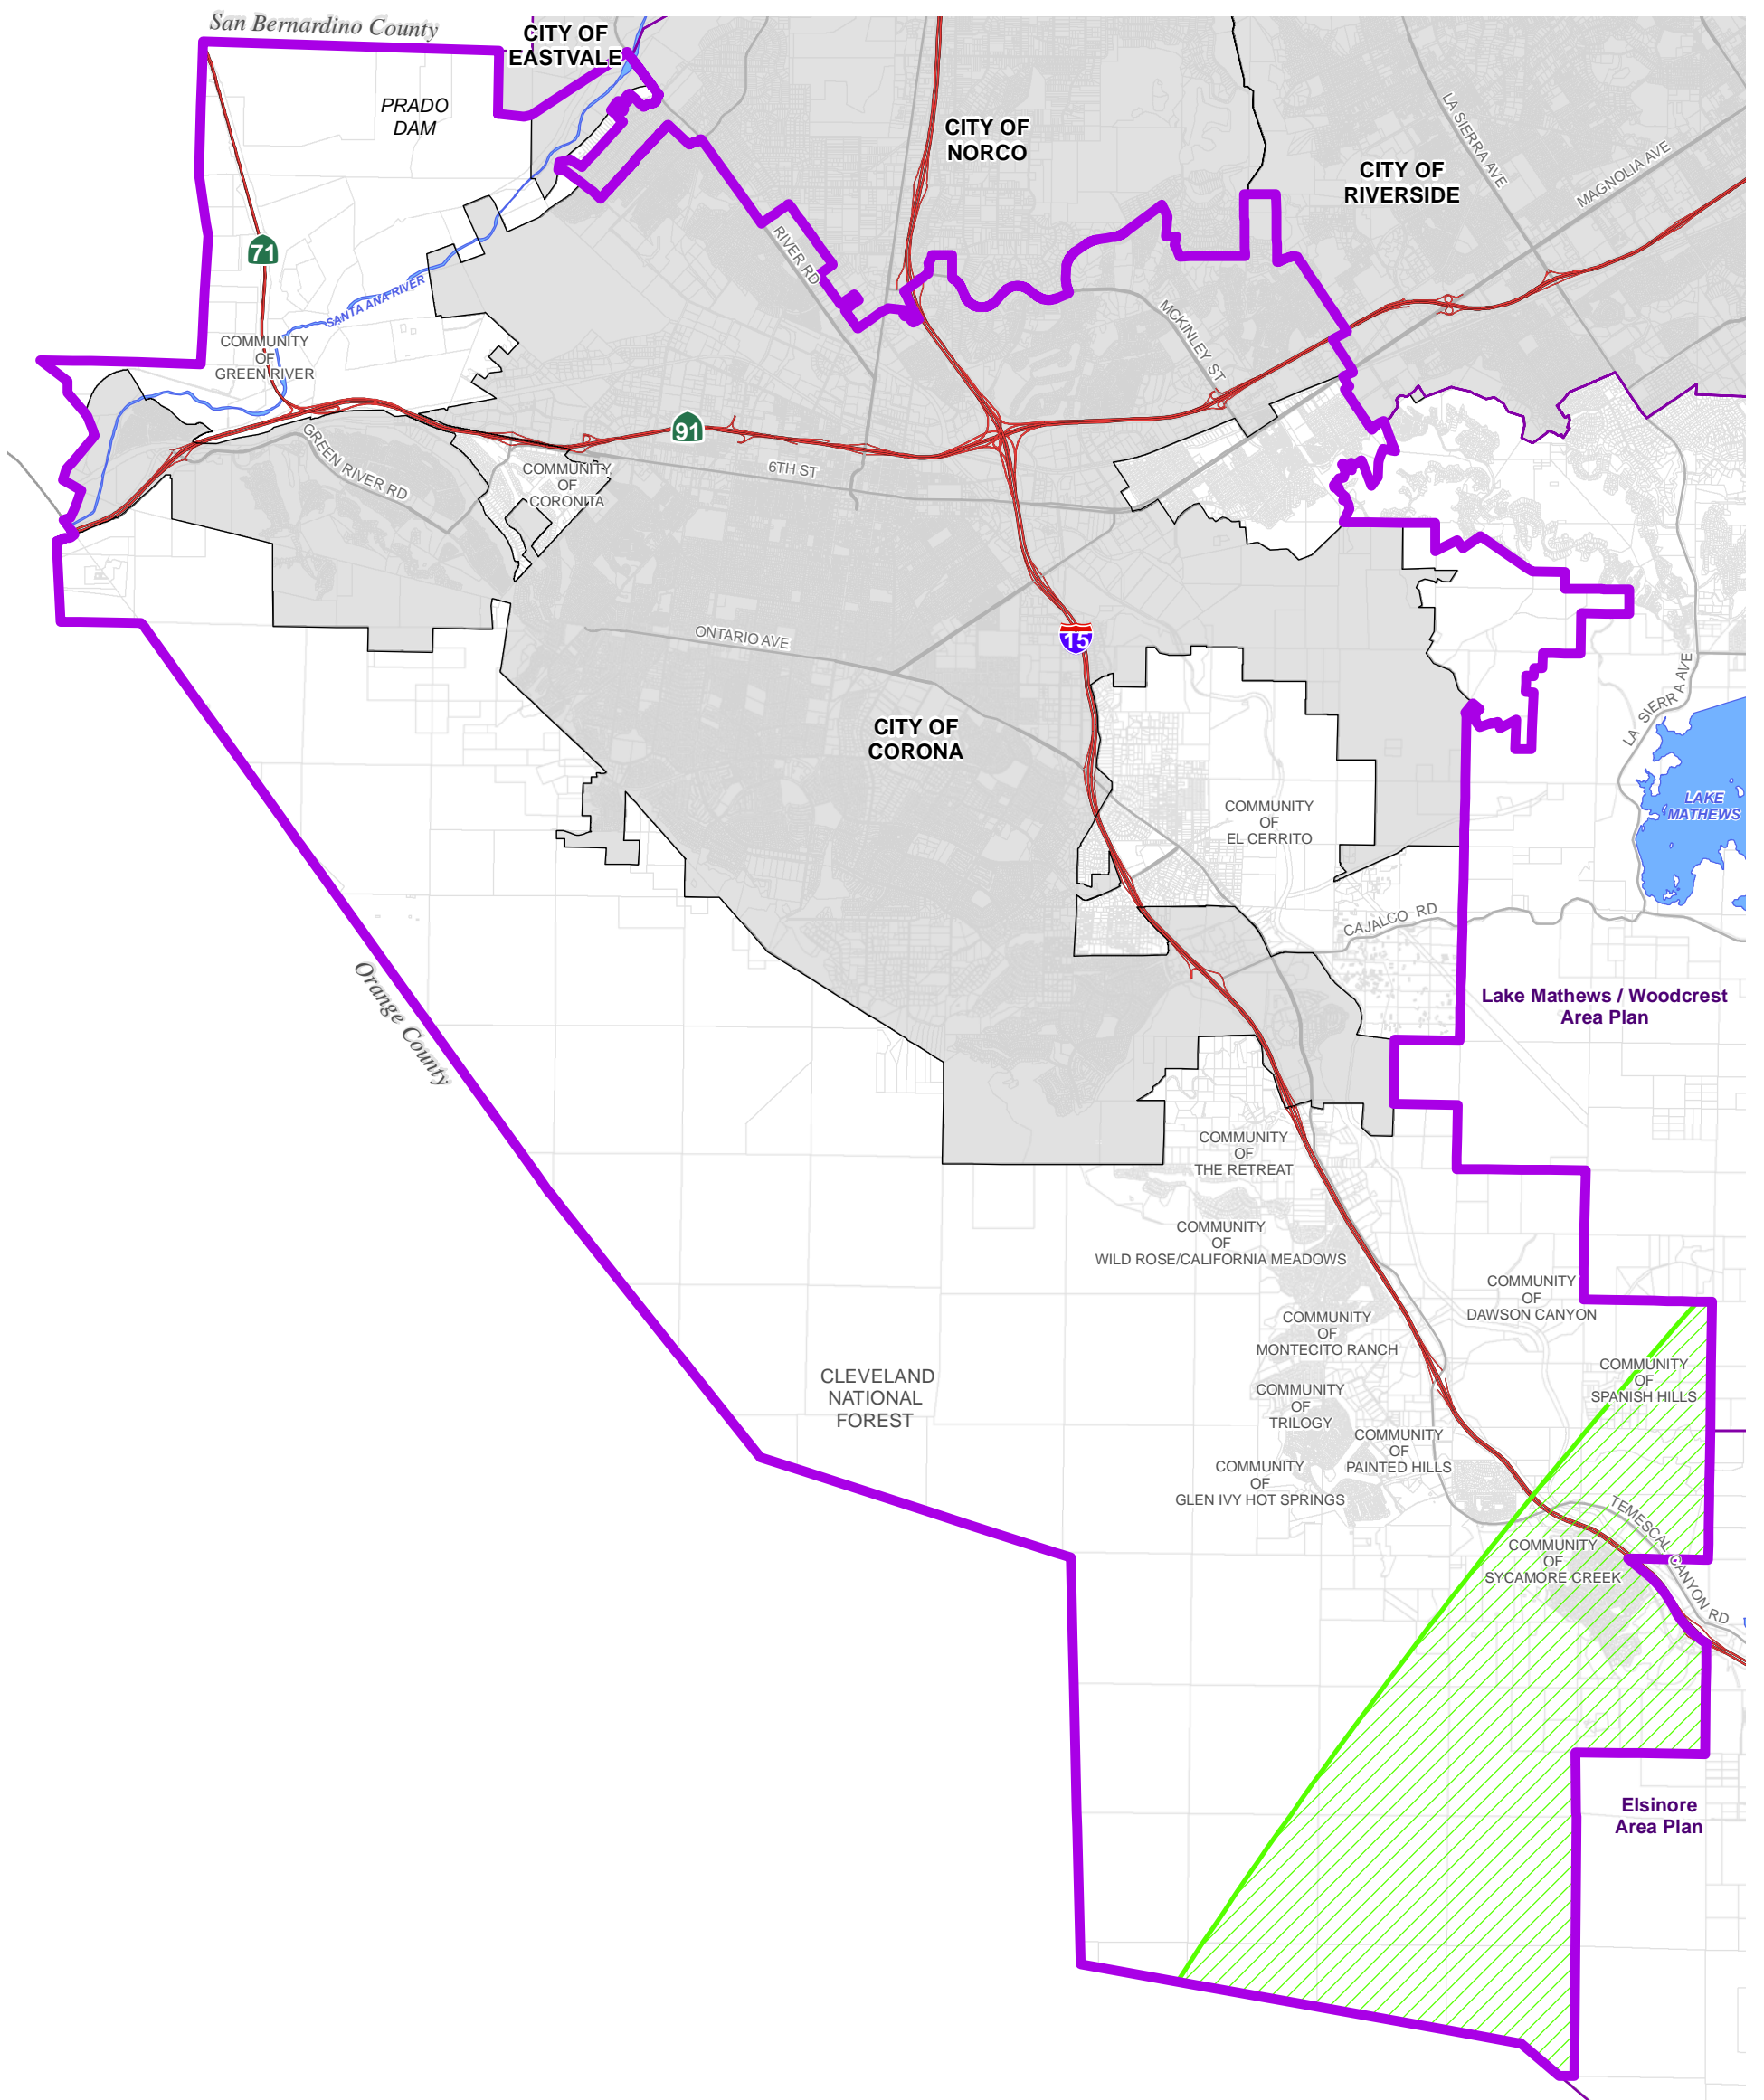 San Bernardino County
CITY OF
EASTVALE
PRADO
DAM
CITY OF
NORCO
CITY OF
RIVERSIDE
LA SIERRA AVE
MAGNOLIA AVE
71
RIVER RD
SANTA ANA RIVER
MCKINLEY ST
COMMUNITY
OF
GREEN RIVER
91
GREEN RIVER RD
COMMUNITY
OF
CORONITA
6TH ST
ONTARIO AVE
15
LA SIERRA AVE
CITY OF
CORONA
COMMUNITY
OF
EL CERRITO
LAKE
MATHEWS
CAJALCO RD
Orange County
Lake Mathews / Woodcrest
Area Plan
COMMUNITY
OF
THE RETREAT
COMMUNITY
OF
WILD ROSE/CALIFORNIA MEADOWS
COMMUNITY
OF
DAWSON CANYON
COMMUNITY
OF
MONTECITO RANCH
CLEVELAND
NATIONAL
FOREST
COMMUNITY
OF
SPANISH HILLS
COMMUNITY
OF
TRILOGY
COMMUNITY
OF
PAINTED HILLS
COMMUNITY
OF
GLEN IVY HOT SPRINGS
TEMESCAL CANYON RD
COMMUNITY
OF
SYCAMORE CREEK
Elsinore
Area Plan